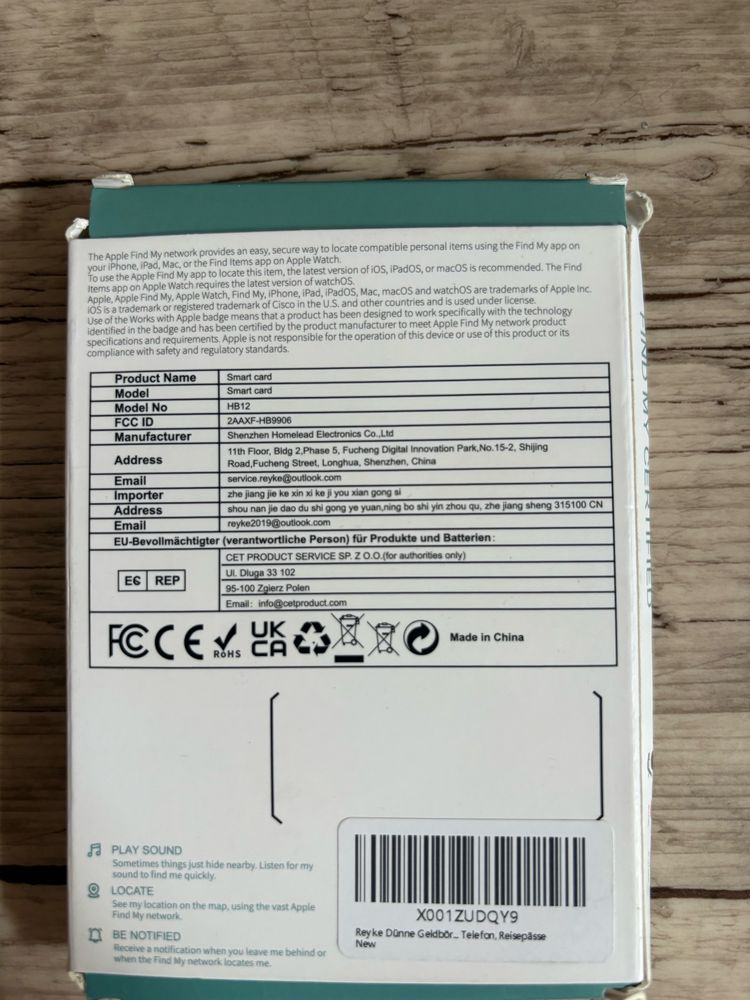 The Apple Find My network provides an easy, secure way to locate compatible personal items using the Find My app on
your iPhone, iPad, Mac, or the Find Items app on Apple Watch.
To use the Apple Find My app to locate this item, the latest version of iOS, iPadOS, or macOS is recommended. The Find
Items app on Apple Watch requires the latest version of watchOS.
Apple, Apple Find My, Apple Watch, Find My, iPhone, iPad, iPadOS, Mac, macOS and watchOS are trademarks of Apple Inc.
iOS is a trademark or registered trademark of Cisco in the U.S. and other countries and is used under license.
Use of the Works with Apple badge means that a product has been designed to work specifically with the technology
identified in the badge and has been certified by the product manufacturer to meet Apple Find My network product
specifications and requirements. Apple is not responsible for the operation of this device or use of this product or its
compliance with safety and regulatory standards.
Product Name Smart card
Model Smart card
Model No HB12
FCC ID 2AAXF-HB9906
Manufacturer Shenzhen Homelead Electronics Co.,Ltd
Address 11th Floor, Bldg 2,Phase 5, Fucheng Digital Innovation Park,No.15-2, Shijing
Road,Fucheng Street, Longhua, Shenzhen, China
Email service.reyke@outlook.com
Importer zhe jiang jie ke xin xi ke ji you xian gong si
Address shou nan jie dao du shi gong ye yuan,ning bo shi yin zhou qu, zhe jiang sheng 315100 CN
Email reyke2019@outlook.com
EU-Bevollmächtigter (verantwortliche Person) für Produkte und Batterien:
EC REP
CET PRODUCT SERVICE SP. Z O.O.(for authorities only)
Ul. Dluga 33 102
95-100 Zgierz Polen
Email: info@cetproduct.com
FC CE RoHS UK CA Made in China
PLAY SOUND
Sometimes things just hide nearby. Listen for my
sound to find me quickly.
LOCATE
See my location on the map, using the vast Apple
Find My network.
BE NOTIFIED
Receive a notification when you leave me behind or
when the Find My network locates me.
X001ZUDQY9
Reyke Dünne Geldbör... Telefon, Reisepässe
New
FIND MY CERTIFIED